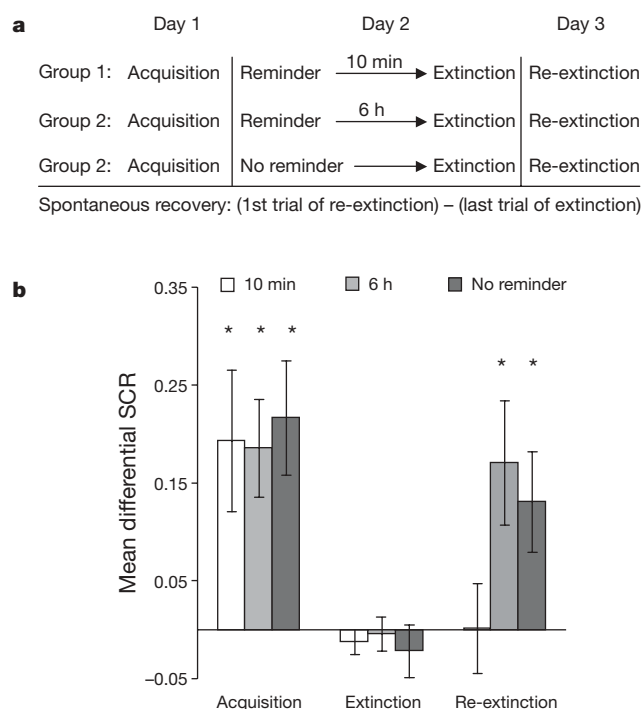 a
Day 1 Day 2 Day 3
10 min
Group 1: Acquisition Reminder Extinction Re-extinction
6 h
Group 2: Acquisition Reminder Extinction Re-extinction
Group 2: Acquisition No reminder Extinction Re-extinction
Spontaneous recovery: (1st trial of re-extinction) – (last trial of extinction)
b
10 min 6 h No reminder
0.35
* * *
* *
0.25
0.15
0.05
–0.05
Mean differential SCR
Acquisition Extinction Re-extinction